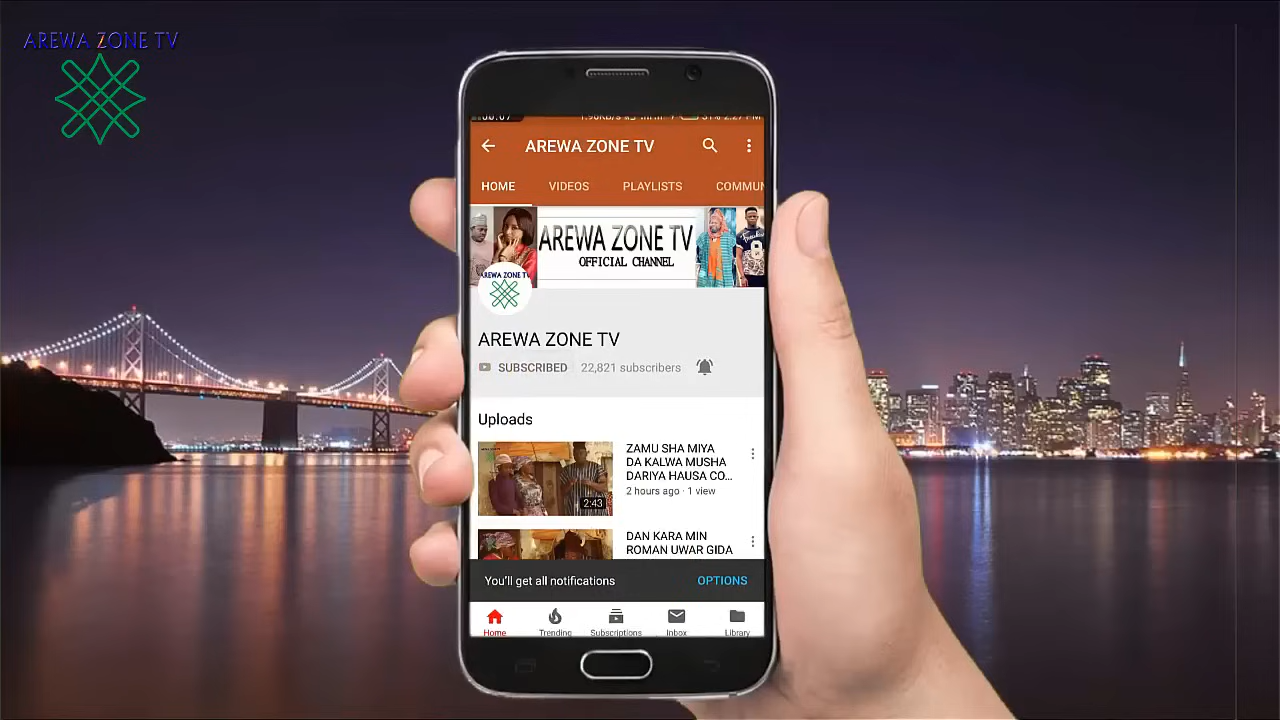 AREWA ZONE TV
AREWA ZONE TV
HOME VIDEOS PLAYLISTS COMMUN
AREWA ZONE TV
OFFICIAL CHANNEL
AREWA ZONE TV
AREWA ZONE TV
SUBSCRIBED 22,821 subscribers
Uploads
ZAMU SHA MIYA
DA KALWA MUSHA
DARIYA HAUSA CO...
2 hours ago · 1 view
2:43
DAN KARA MIN
ROMAN UWAR GIDA
You'll get all notifications OPTIONS
Home Trending Subscriptions Inbox Library